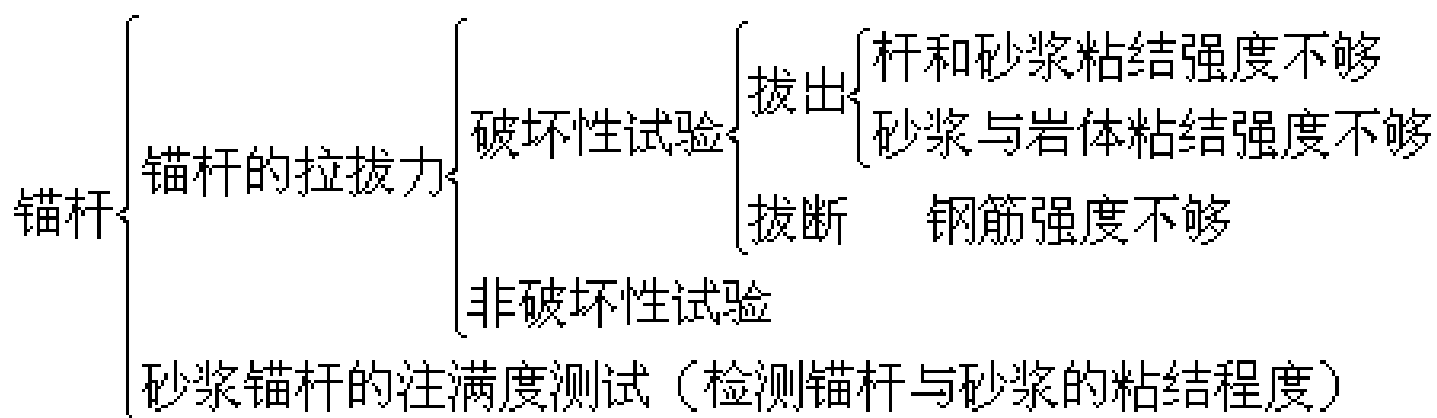 锚杆
锚杆的拉拔力
破坏性试验
拔出
杆和砂浆粘结强度不够
砂浆与岩体粘结强度不够
拔断 钢筋强度不够
非破坏性试验
砂浆锚杆的注满度测试（检测锚杆与砂浆的粘结程度）